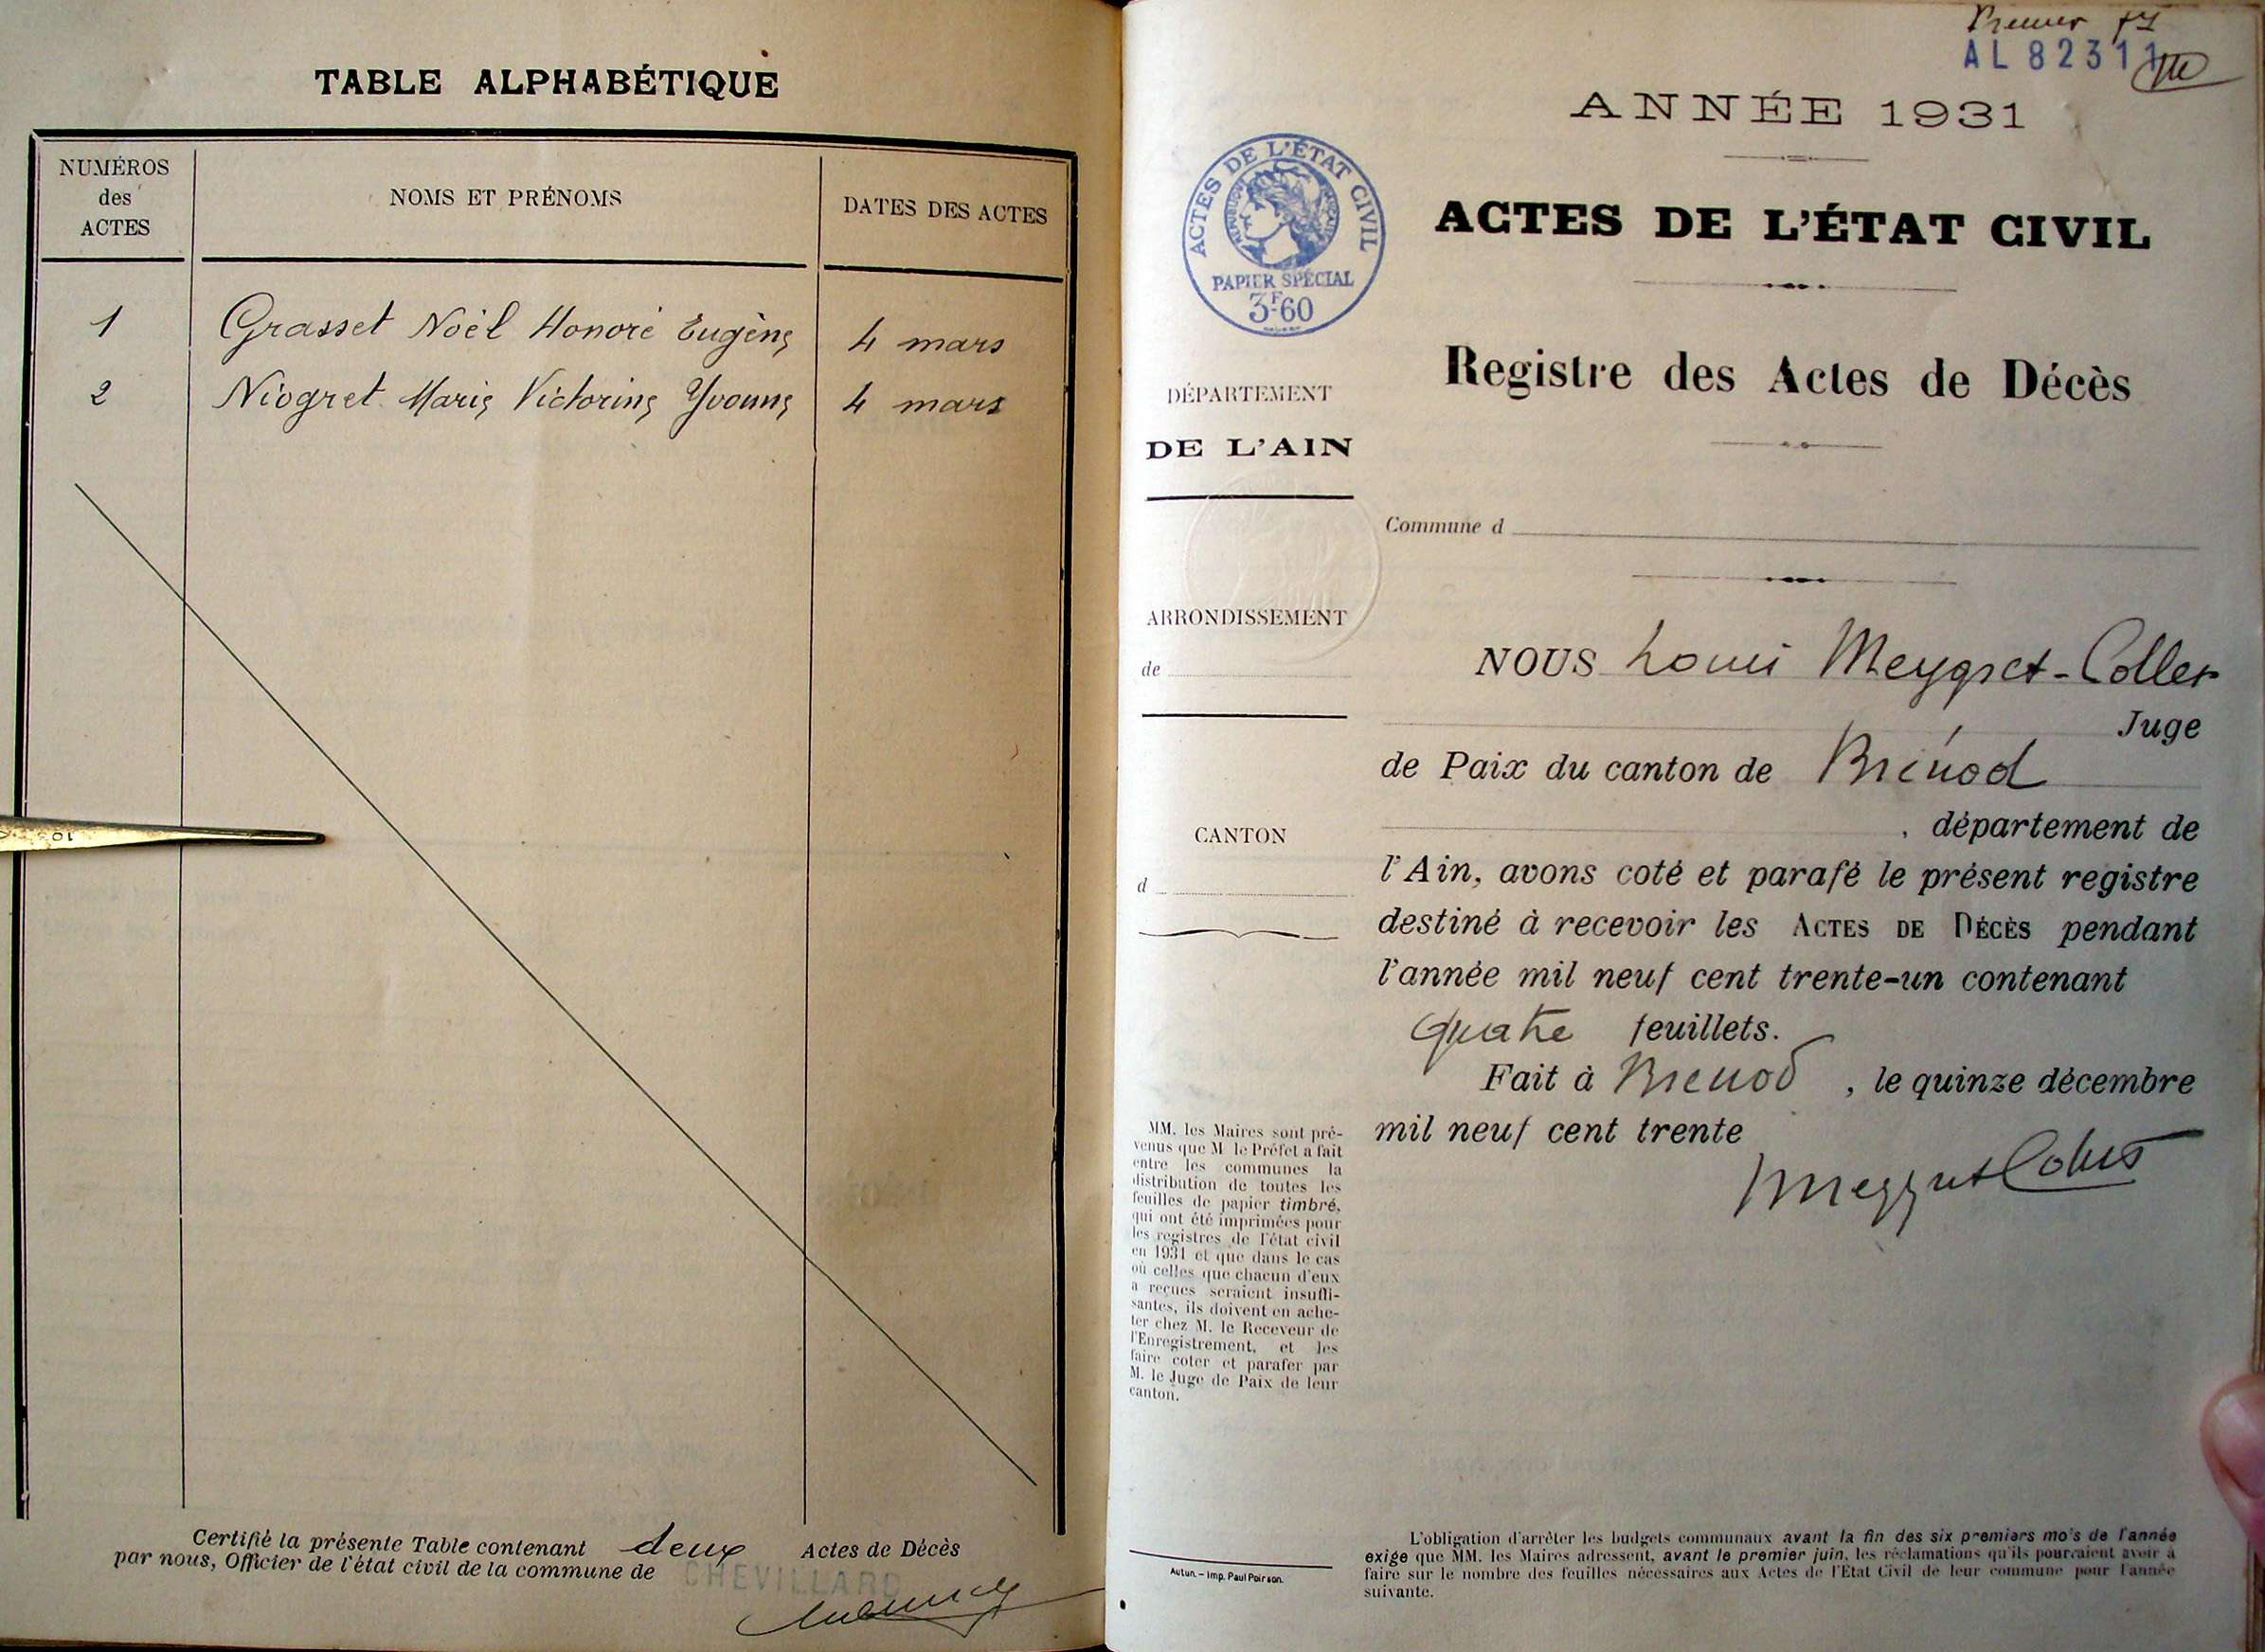 TABLE ALPHABÉTIQUE
NUMÉROS
des
ACTES
NOMS ET PRÉNOMS
DATES DES ACTES
1 Grasset Noël Honoré Eugène 4 mars
2 Niogret Marie Victorine Yvonne 4 mars
Certifié la présente Table contenant deux Actes de Décès
par nous, Officier de l'état civil de la commune de
CHEVILLARD
Premier
AL 82311
ANNÉE 1931
ACTES DE L'ÉTAT CIVIL
PAPIER SPÉCIAL
3F60
ACTES DE L'ÉTAT CIVIL
Registre des Actes de Décès
DÉPARTEMENT
DE L'AIN
Commune d
ARRONDISSEMENT
de
CANTON
d
NOUS Louis Meygret-Collet
Juge
de Paix du canton de Brénod
, département de
l'Ain, avons coté et parafé le présent registre
destiné à recevoir les ACTES DE DÉCÈS pendant
l'année mil neuf cent trente-un contenant
quatre feuillets.
Fait à Brenod, le quinze décembre
mil neuf cent trente
Meygret Collet
MM. les Maires sont pré-
venus que M le Préfet a fait
entre les communes la
distribution de toutes les
feuilles de papier timbré,
qui ont été imprimées pour
les registres de l'état civil
en 1931 et que dans le cas
où celles que chacun d'eux
a reçues seraient insuffi-
santes, ils doivent en ache-
ter chez M. le Receveur de
l'Enregistrement, et les
faire coter et parafer par
M. le Juge de Paix de leur
canton.
Autun. – Imp. Paul Poirson.
L'obligation d'arrêter les budgets communaux avant la fin des six premiers mois de l'année
exige que MM. les Maires adressent, avant le premier juin, les réclamations qu'ils pourraient avoir à
faire sur le nombre des feuilles nécessaires aux Actes de l'Etat Civil de leur commune pour l'année
suivante.